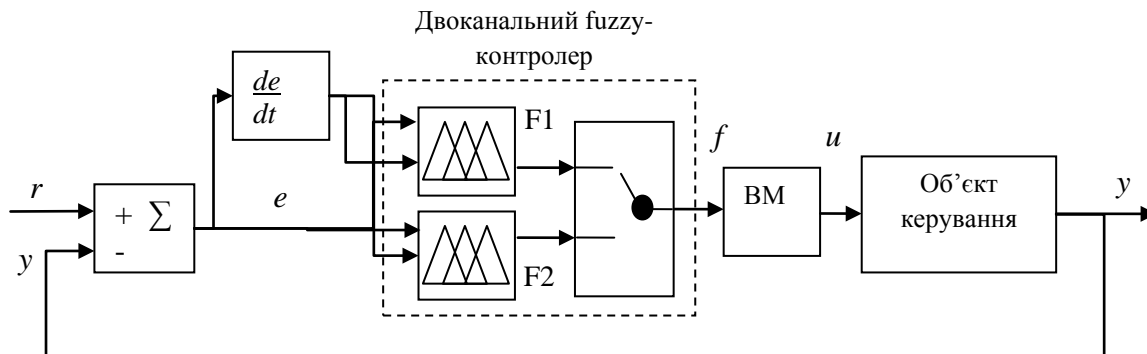 Двоканальний fuzzy-
контролер
de
dt
F1
f
u
r
+ Σ
-
e
ВМ
Об’єкт
керування
y
y
F2